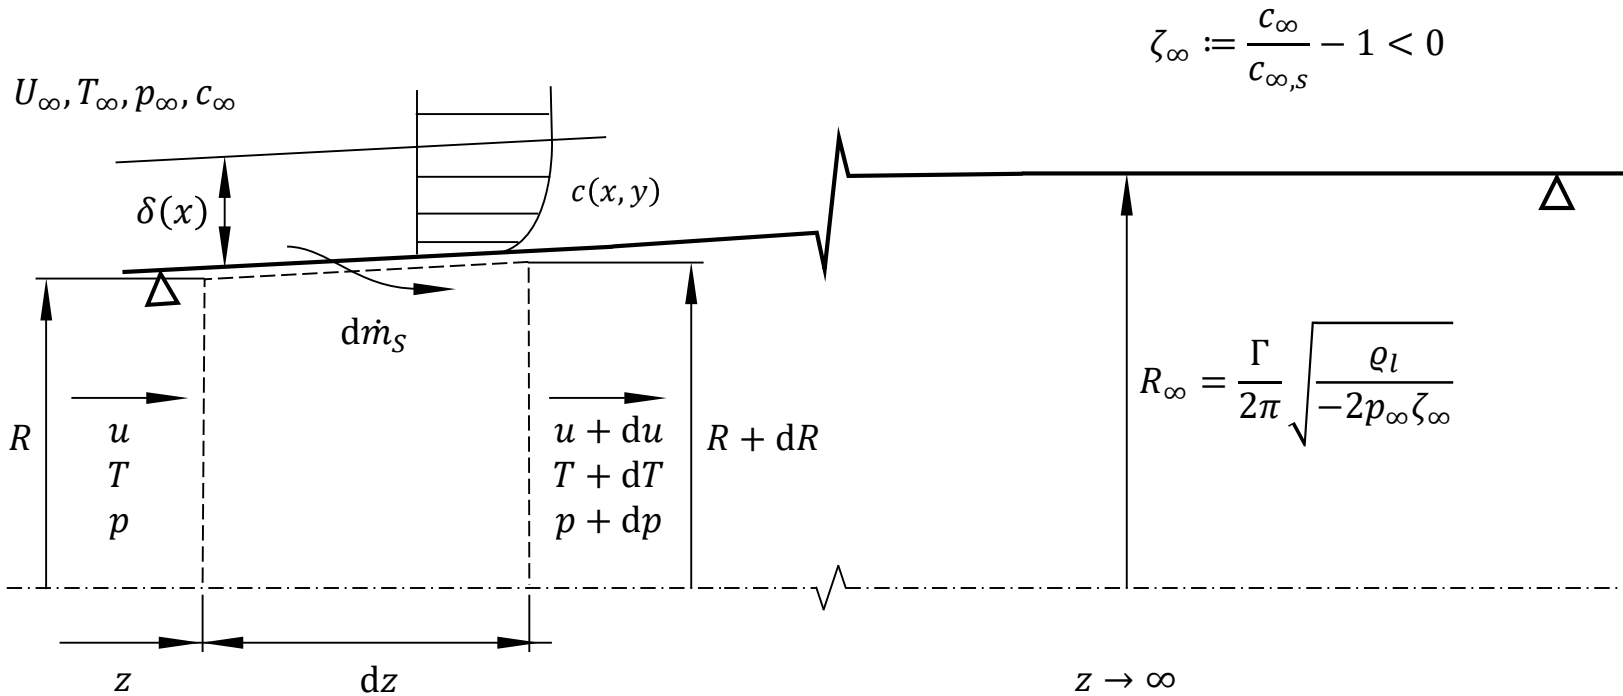 ζ∞ ≔ c∞/c∞,s − 1 < 0
U∞, T∞, p∞, c∞
δ(x)
c(x, y)
dṁS
R∞ = Γ/2π √(ϱl/−2p∞ζ∞)
R
u
T
p
u + du
T + dT
p + dp
R + dR
z
dz
z → ∞